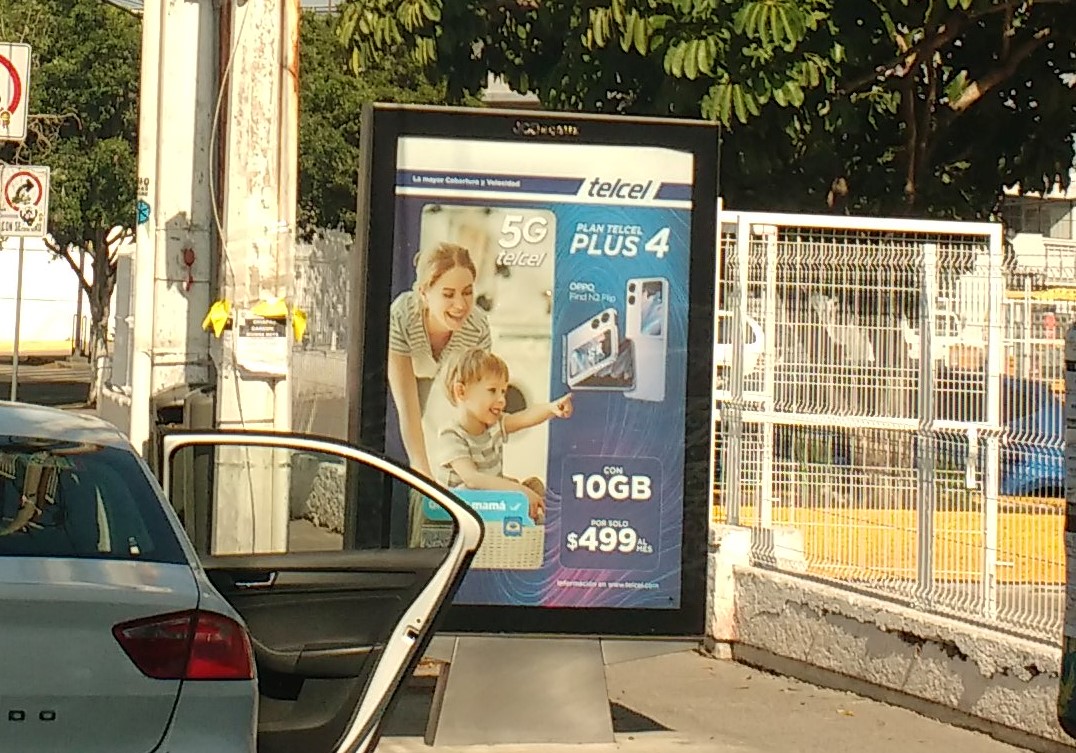 La mayor Cobertura y Velocidad
telcel
5G
telcel
PLAN TELCEL
PLUS 4
OPPO
Find N2 Flip
CON
10GB
POR SOLO
$499 AL MES
mamá
Información en www.telcel.com